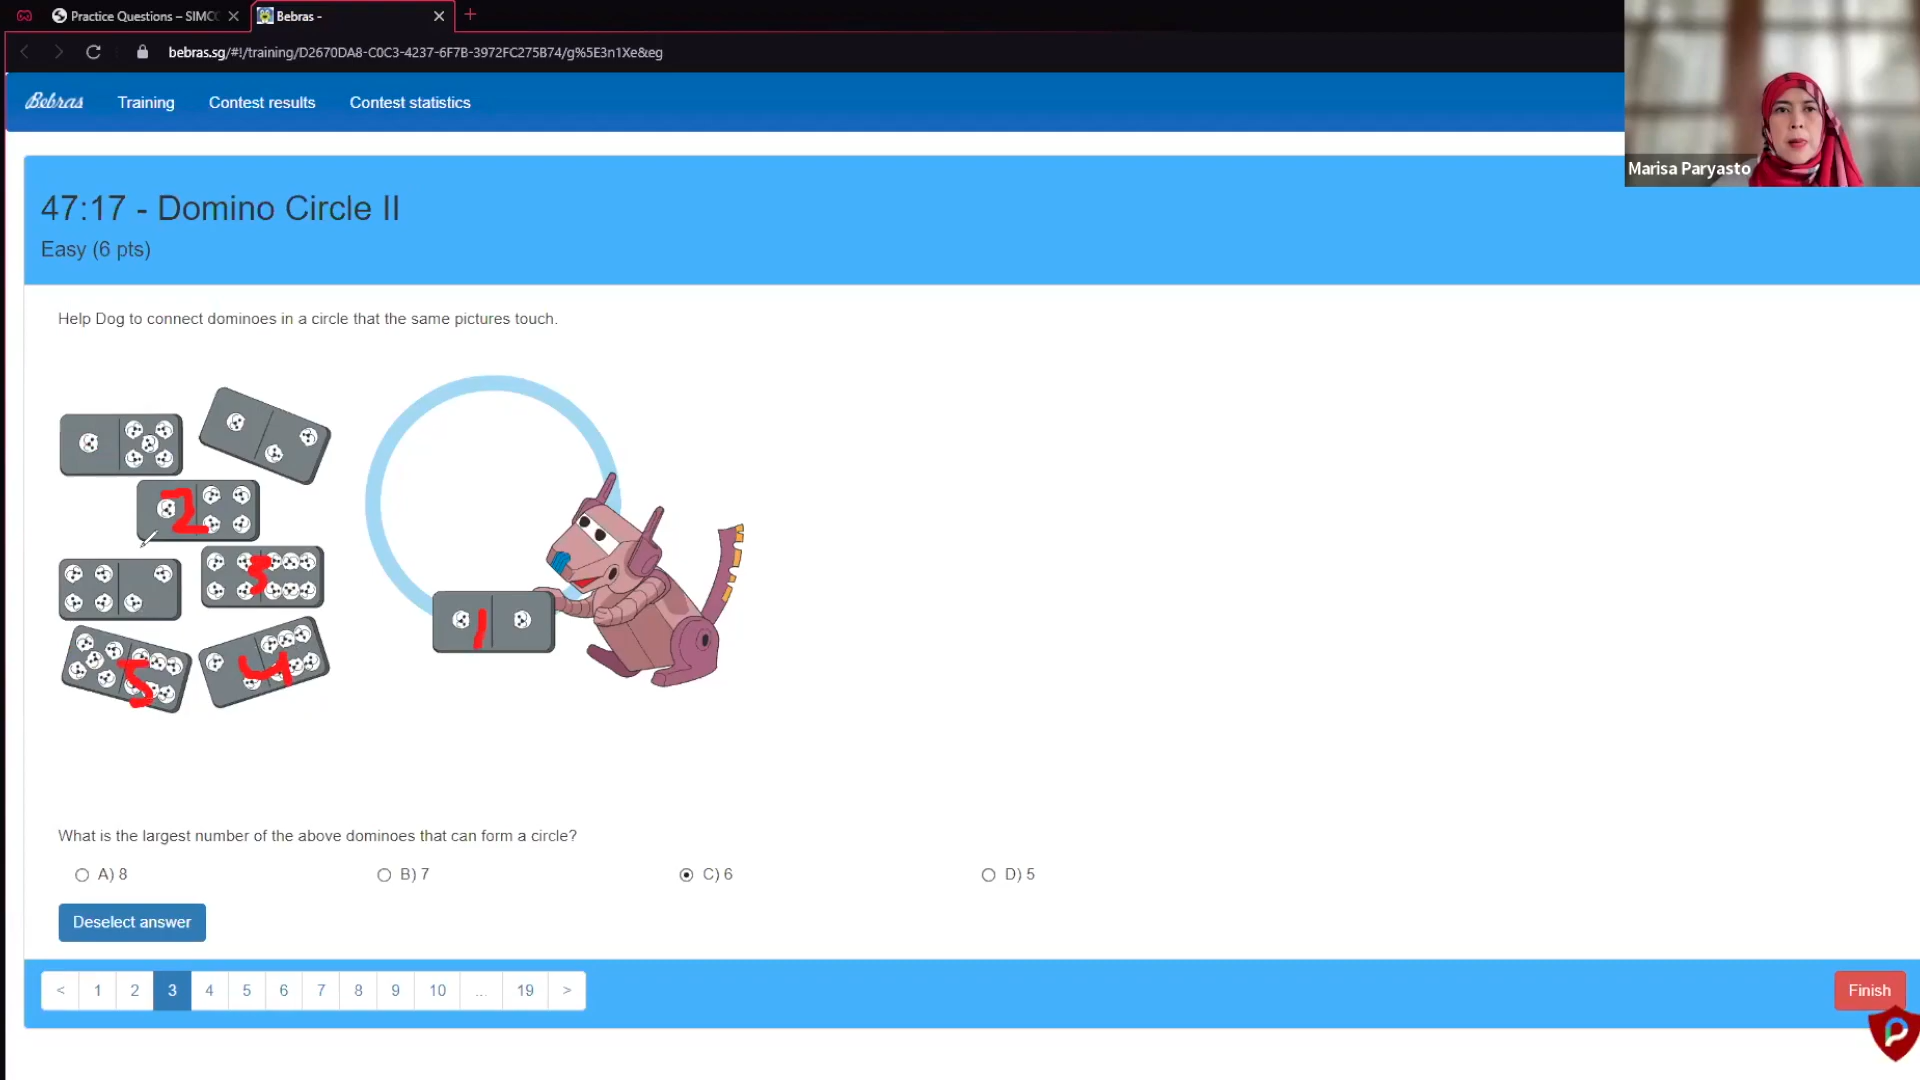 Practice Questions – SIMCC
Bebras -
bebras.sg/#!/training/D2670DA8-C0C3-4237-6F7B-3972FC275B74/g%5E3n1Xe&eg
Bebras
Training
Contest results
Contest statistics
Marisa Paryasto
47:17 - Domino Circle II
Easy (6 pts)
Help Dog to connect dominoes in a circle that the same pictures touch.
2
3
5
4
1
What is the largest number of the above dominoes that can form a circle?
A) 8
B) 7
C) 6
D) 5
Deselect answer
< 1 2 3 4 5 6 7 8 9 10 ... 19 >
Finish